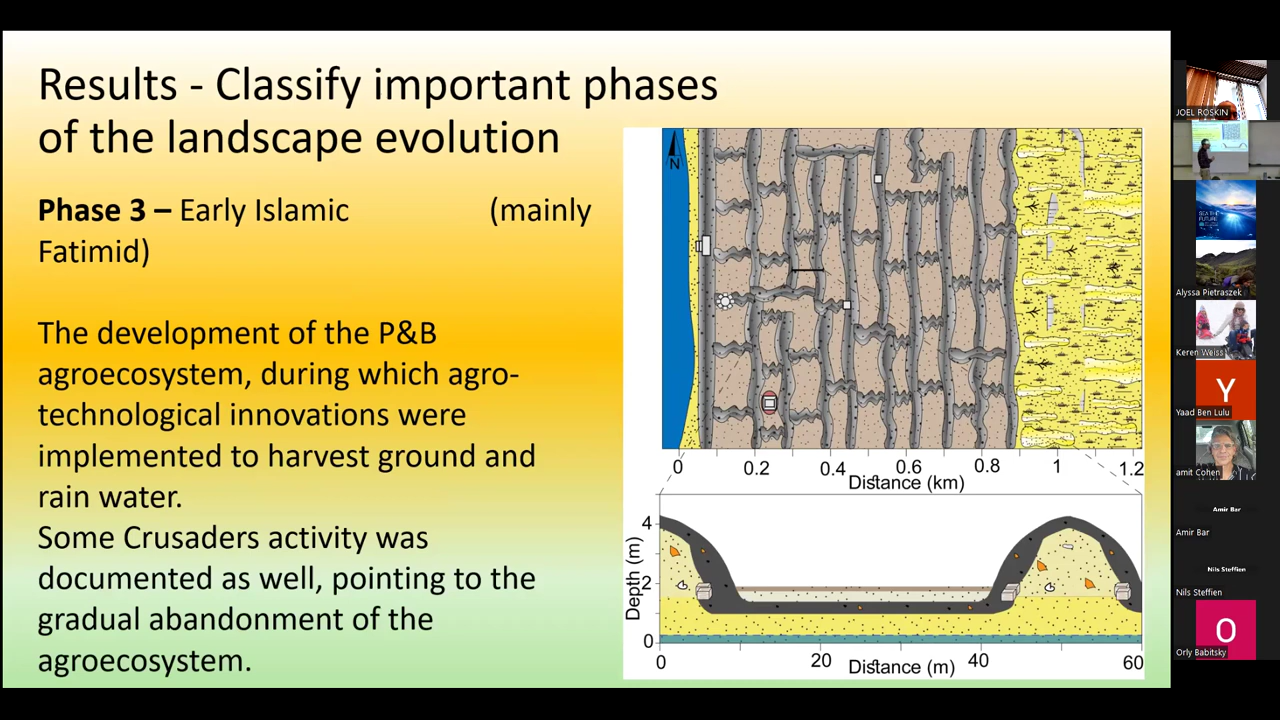 Results - Classify important phases
of the landscape evolution
Phase 3 – Early Islamic (mainly
Fatimid)
The development of the P&B
agroecosystem, during which agro-
technological innovations were
implemented to harvest ground and
rain water.
Some Crusaders activity was
documented as well, pointing to the
gradual abandonment of the
agroecosystem.
N
0 0.2 0.4 0.6 0.8 1 1.2
Distance (km)
4
2
0
Depth (m)
0 20 40 60
Distance (m)
JOEL ROSKIN
SEA THE
FUTURE
Alyssa Pietraszek
Keren Weiss
Y
Yaad Ben Lulu
amit Cohen
Amir Bar
Amir Bar
Nils Steffien
Nils Steffien
O
Orly Babitsky